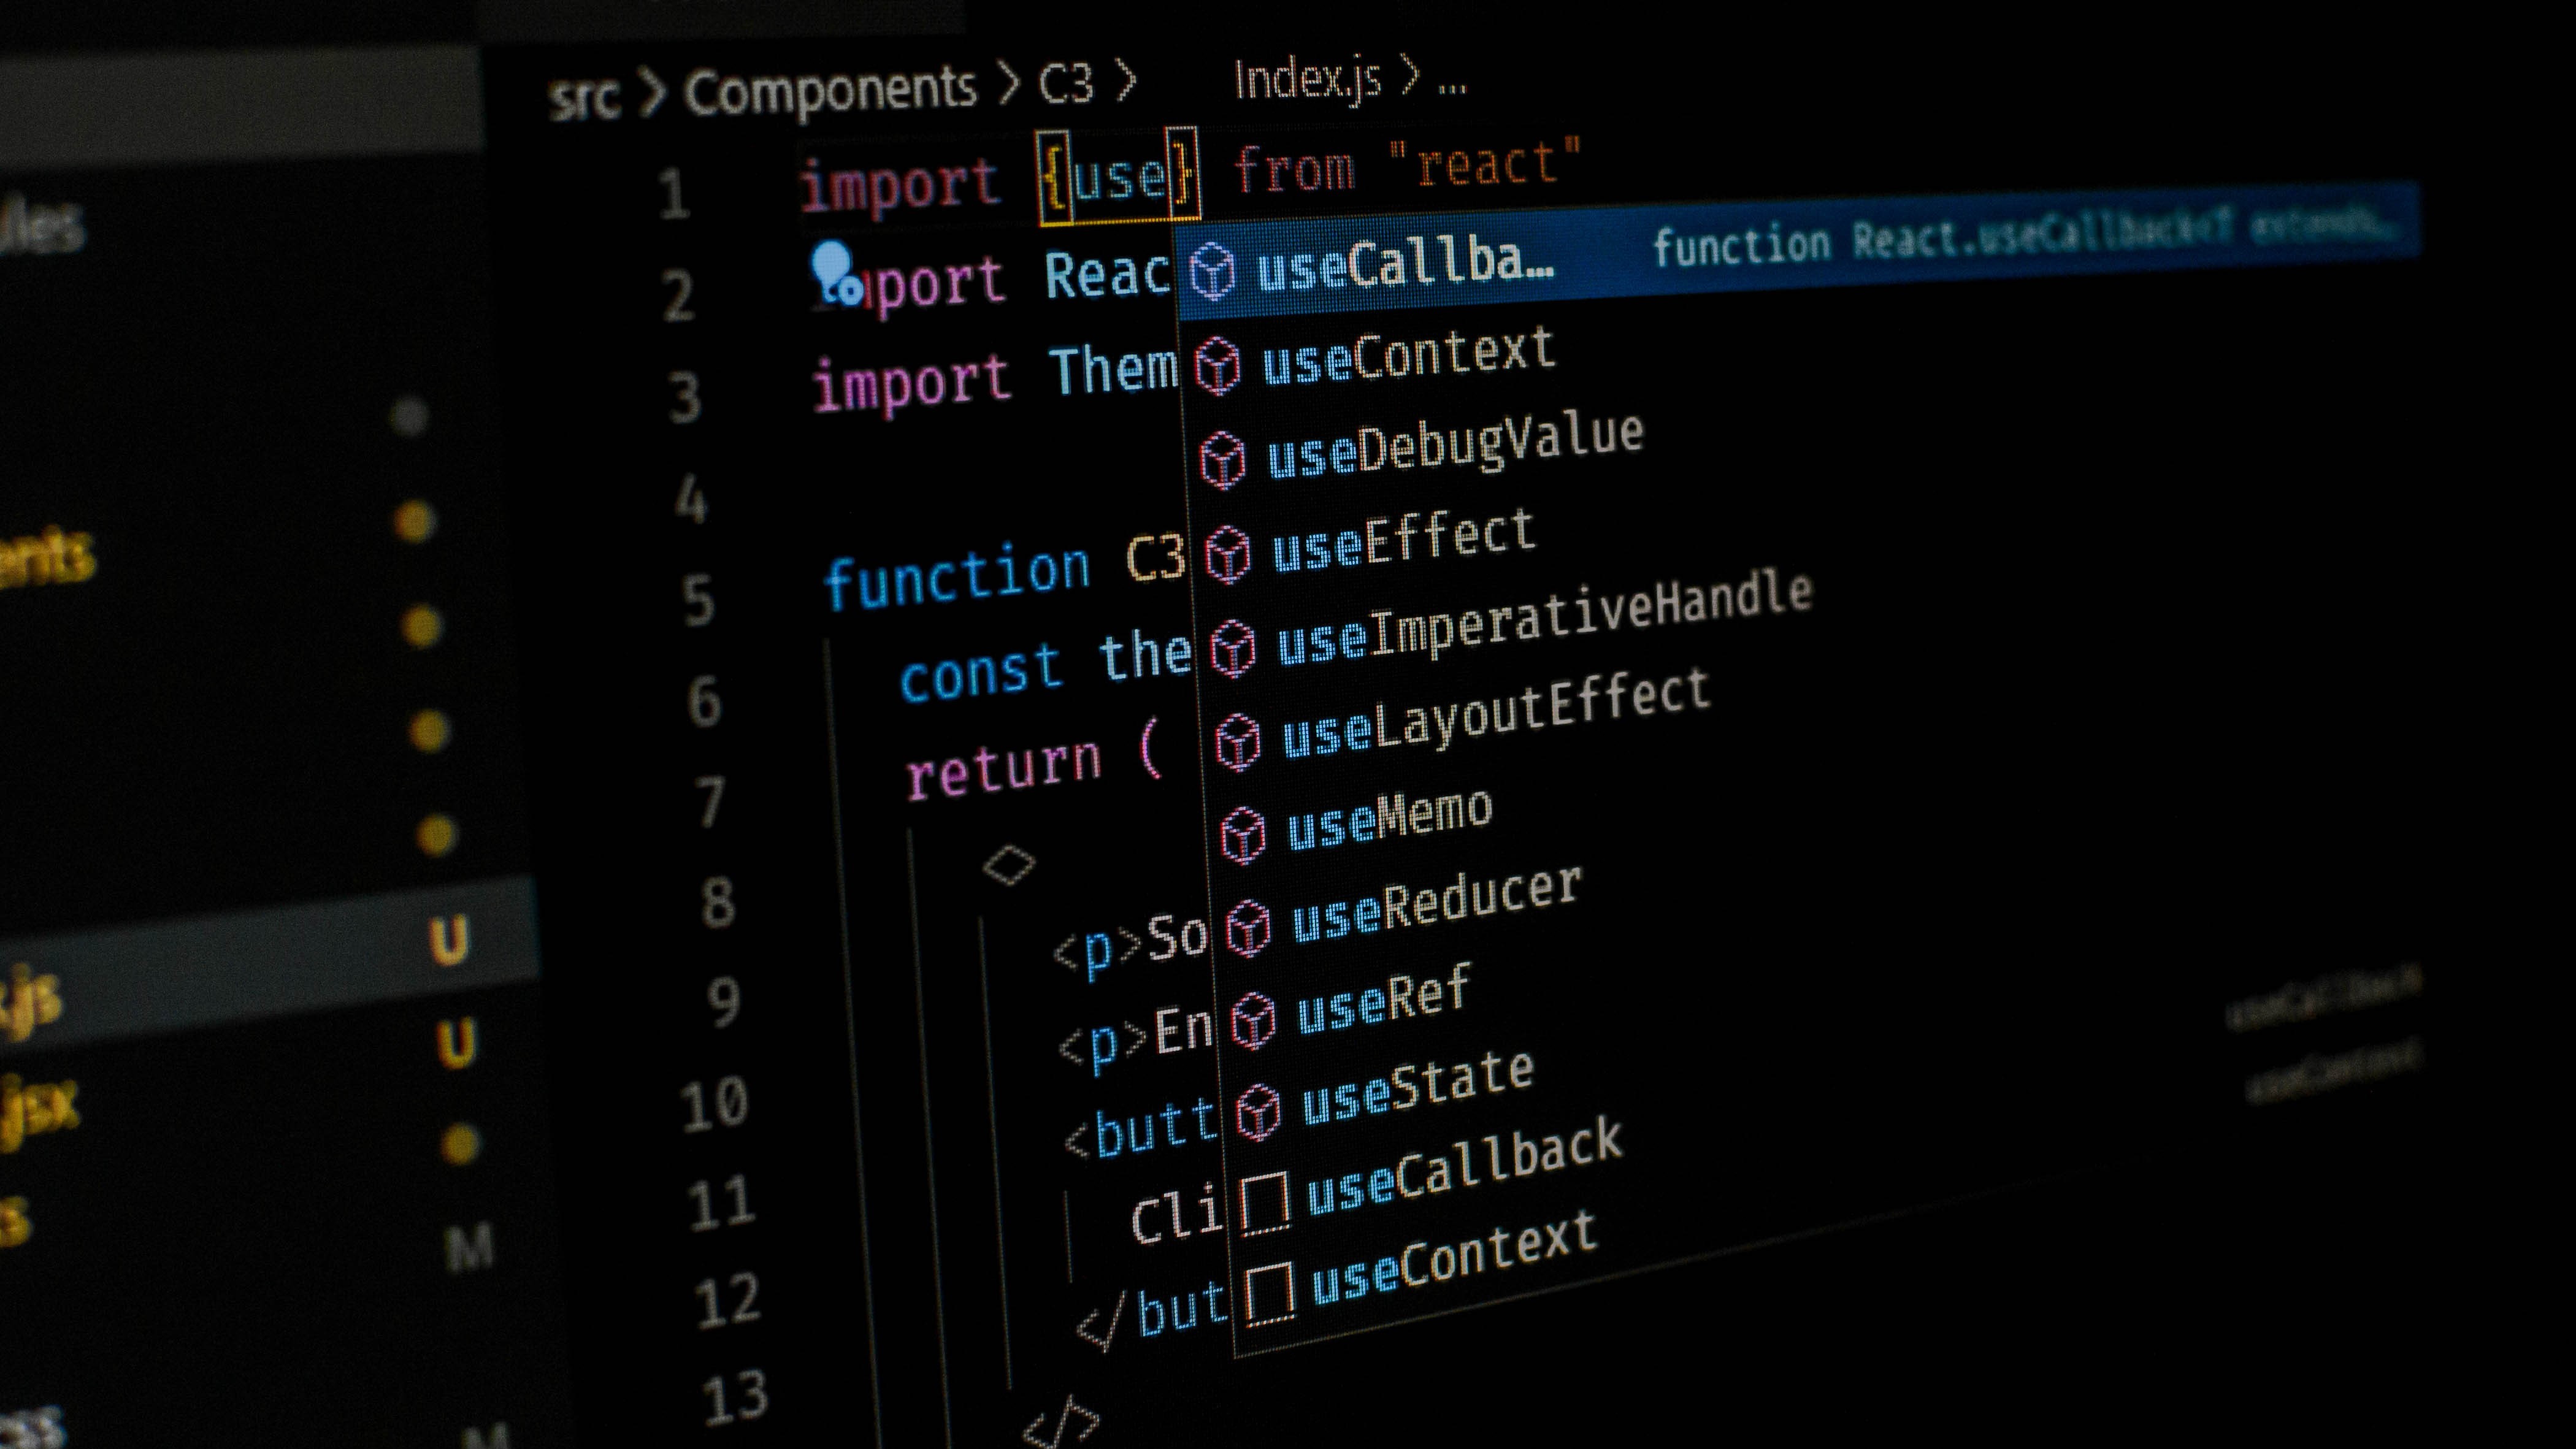 src > Components > C3 > Index.js > ...
1 import {use} from "react"
2 port Reac
3 import Them
4
5 function C3
6 const the
7 return (
8 <>
9 <p>So
10 <p>En
11 <butt
12 Cli
13 </but
</>
useCallba... function React.useCallback<T extends...
useContext
useDebugValue
useEffect
useImperativeHandle
useLayoutEffect
useMemo
useReducer
useRef
useState
useCallback useCallback
useContext useContext
ules
ents
U
s.js
U
.jsx
s
M
ss
M